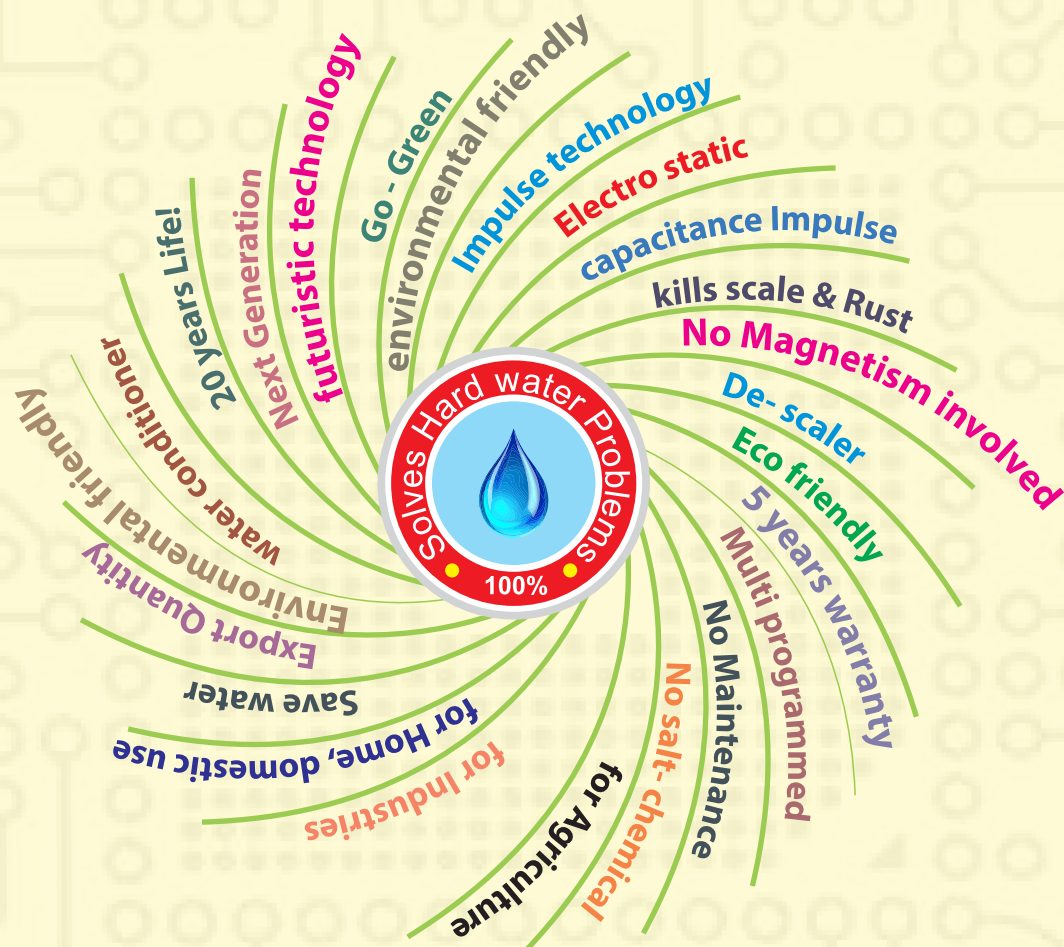 Solves Hard water Problems
100%
Go - Green
environmental friendly
Impulse technology
Electro static
capacitance Impulse
kills scale & Rust
No Magnetism involved
De- scaler
Eco friendly
5 years warranty
Multi programmed
No Maintenance
No salt- chemical
for Agriculture
for Industries
for Home, domestic use
Save water
Export Quantity
Environmental friendly
water conditioner
20 years Life!
Next Generation
futuristic technology